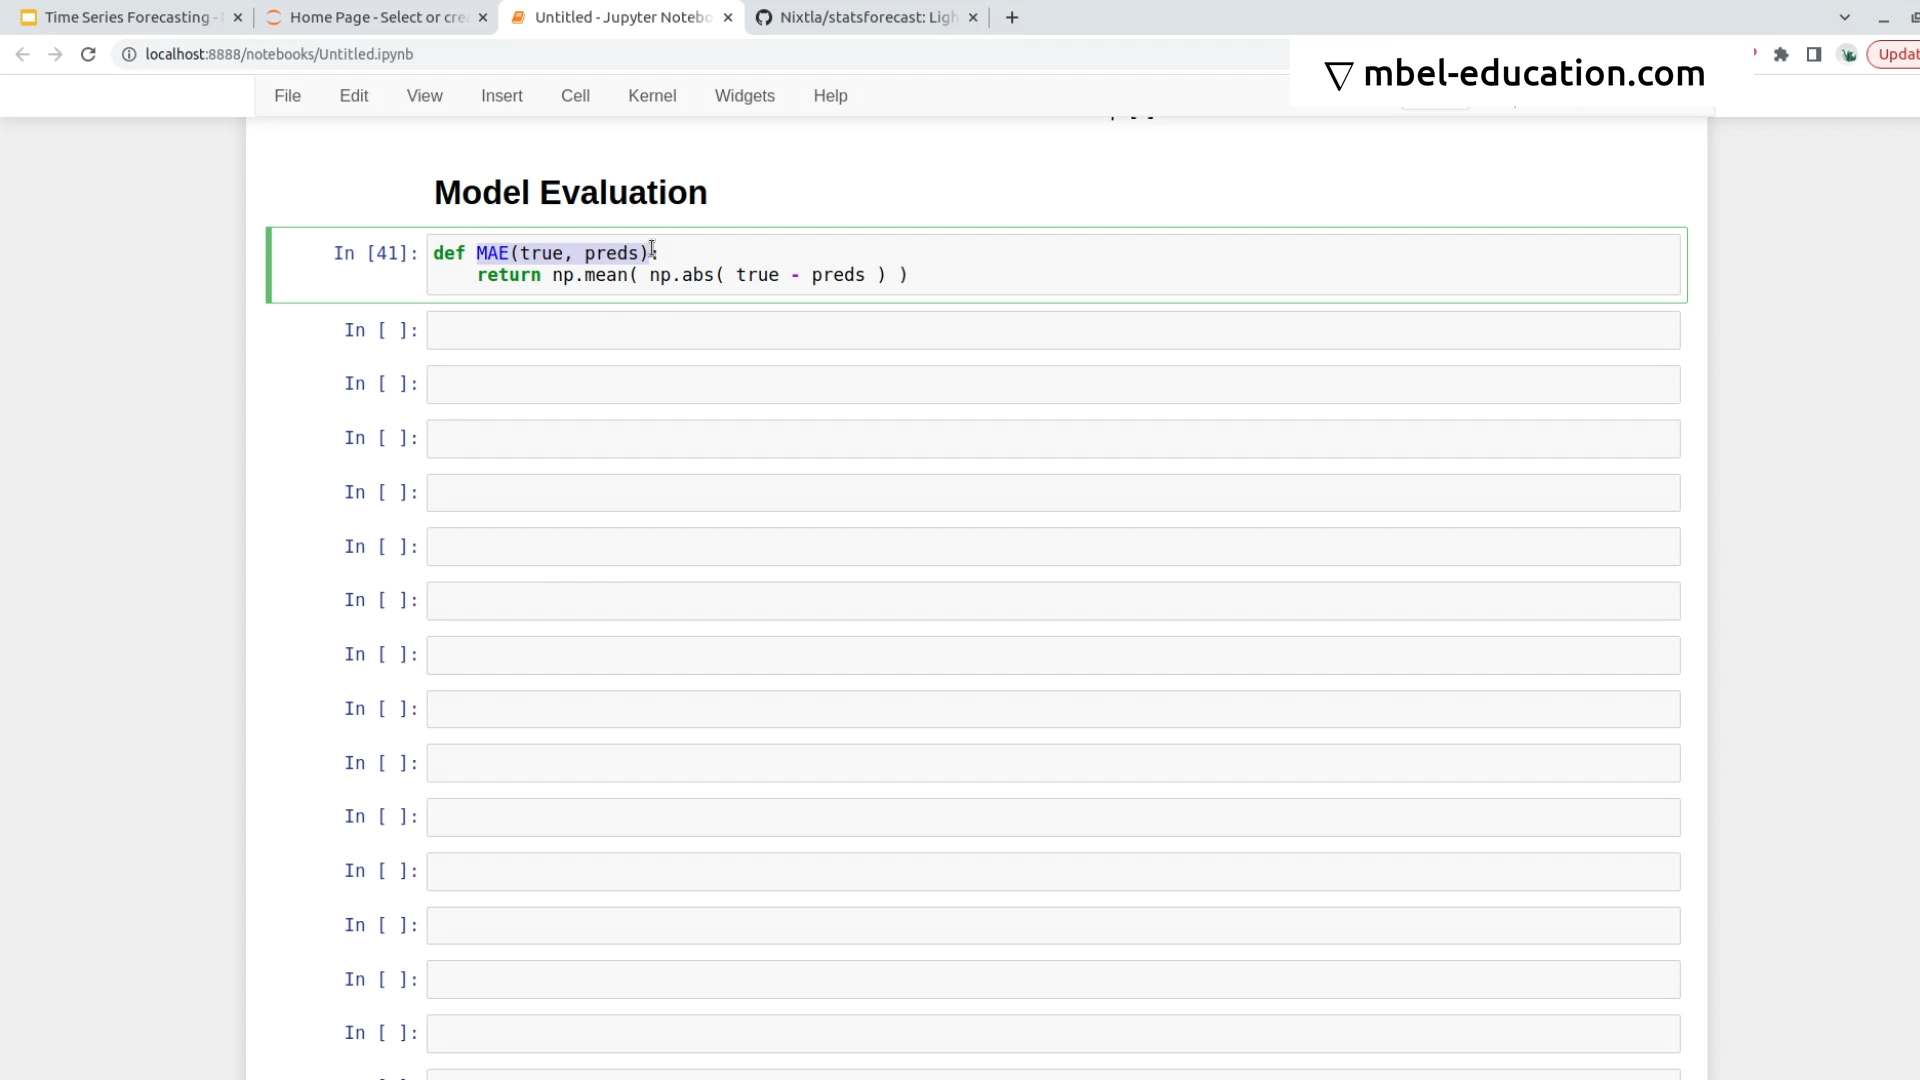 Time Series Forecasting -
Home Page - Select or cre
Untitled - Jupyter Notebo
Nixtla/statsforecast: Ligh
localhost:8888/notebooks/Untitled.ipynb
Updat
mbel-education.com
File Edit View Insert Cell Kernel Widgets Help
Model Evaluation
In [41]: def MAE(true, preds):
return np.mean( np.abs( true - preds ) )
In [ ]:
In [ ]:
In [ ]:
In [ ]:
In [ ]:
In [ ]:
In [ ]:
In [ ]:
In [ ]:
In [ ]:
In [ ]:
In [ ]:
In [ ]:
In [ ]: